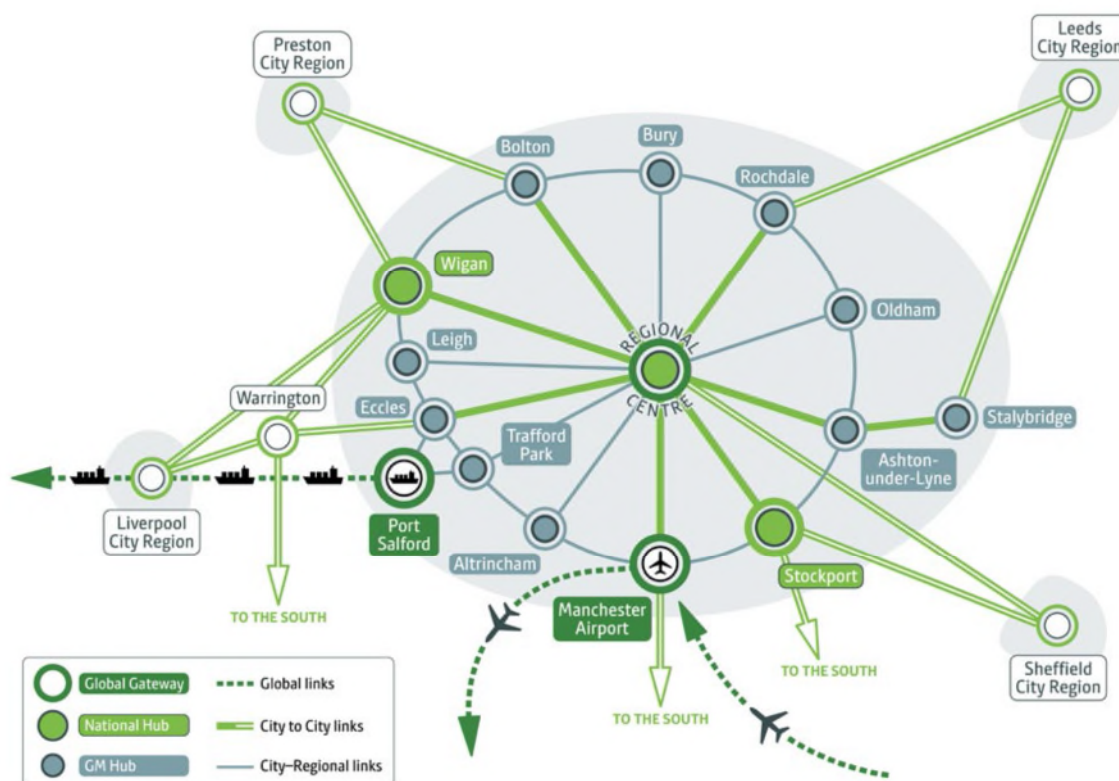 Preston
City Region
Leeds
City Region
Bolton
Bury
Rochdale
Wigan
Oldham
Leigh
REGIONAL
CENTRE
Warrington
Eccles
Stalybridge
Trafford
Park
Ashton-
under-Lyne
Liverpool
City Region
Port
Salford
Altrincham
Stockport
TO THE SOUTH
Manchester
Airport
TO THE SOUTH
Sheffield
City Region
TO THE SOUTH
Global Gateway
Global links
National Hub
City to City links
GM Hub
City–Regional links